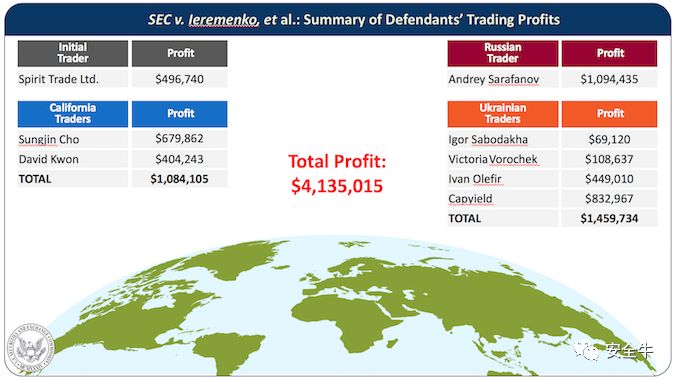 SEC v. Ieremenko, et al.: Summary of Defendants' Trading Profits
Initial Trader Profit
Spirit Trade Ltd. $496,740
California Traders Profit
Sungjin Cho $679,862
David Kwon $404,243
TOTAL $1,084,105
Total Profit:
$4,135,015
Russian Trader Profit
Andrey Sarafanov $1,094,435
Ukrainian Traders Profit
Igor Sabodakha $69,120
Victoria Vorochek $108,637
Ivan Olefir $449,010
Capyield $832,967
TOTAL $1,459,734
安全牛